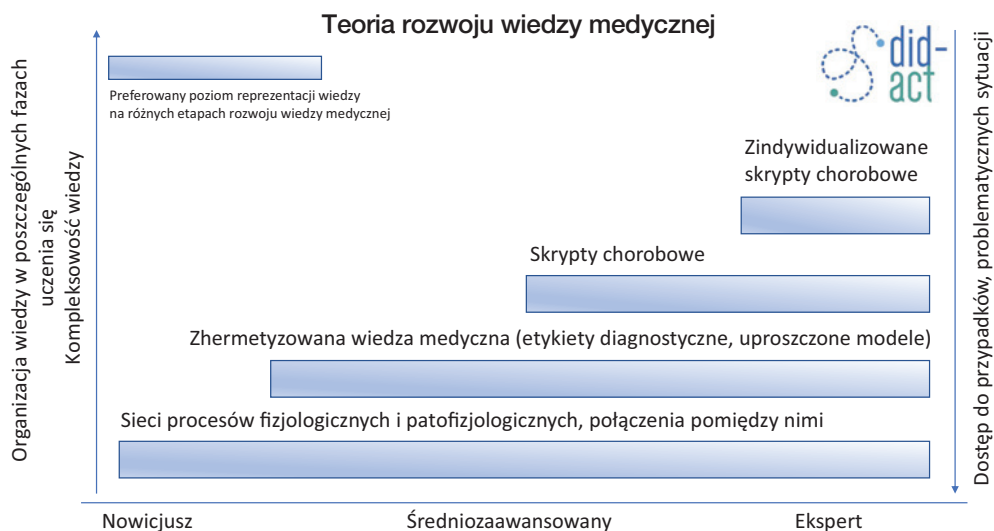 Teoria rozwoju wiedzy medycznej
did-
act
Preferowany poziom reprezentacji wiedzy
na różnych etapach rozwoju wiedzy medycznej
Organizacja wiedzy w poszczególnych fazach
uczenia się
Kompleksowość wiedzy
Zindywidualizowane
skrypty chorobowe
Skrypty chorobowe
Zhermetyzowana wiedza medyczna (etykiety diagnostyczne, uproszczone modele)
Sieci procesów fizjologicznych i patofizjologicznych, połączenia pomiędzy nimi
Dostęp do przypadków, problematycznych sytuacji
Nowicjusz
Średniozaawansowany
Ekspert